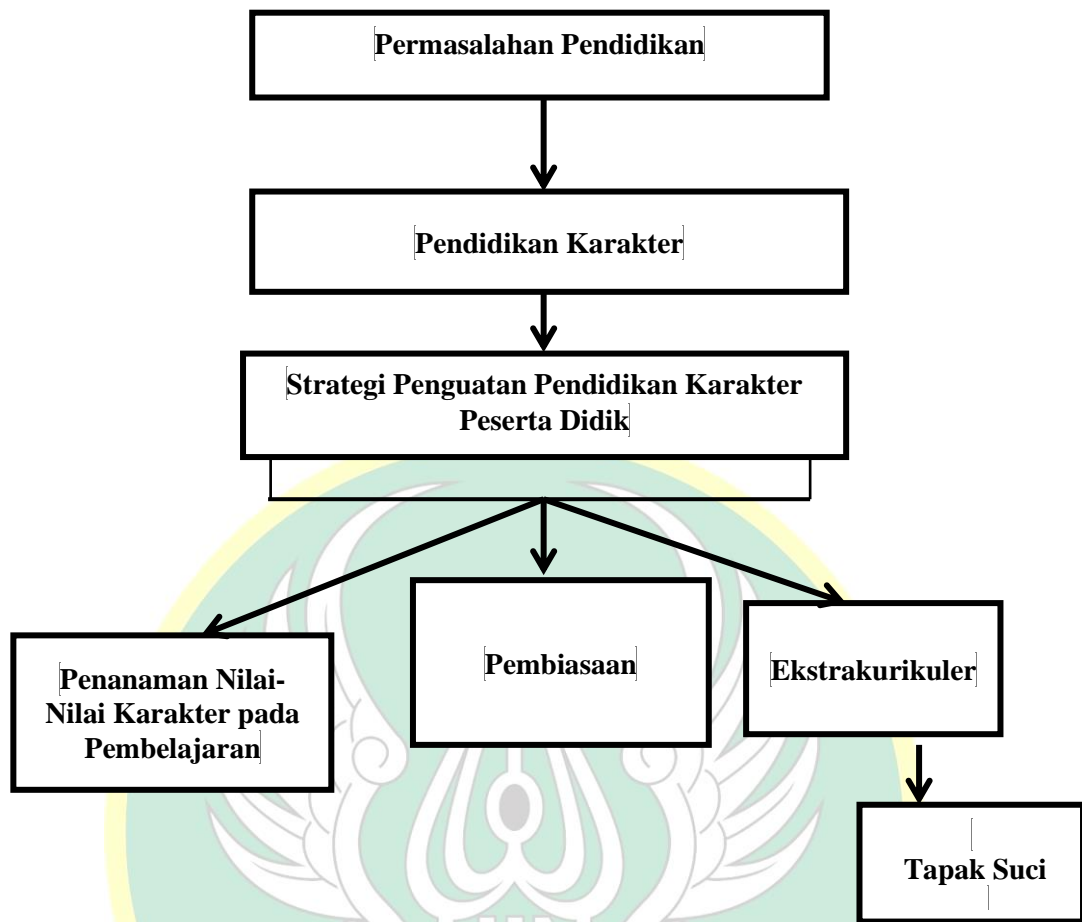 Permasalahan Pendidikan
Pendidikan Karakter
Strategi Penguatan Pendidikan Karakter
Peserta Didik
Penanaman Nilai-
Nilai Karakter pada
Pembelajaran
Pembiasaan
Ekstrakurikuler
Tapak Suci